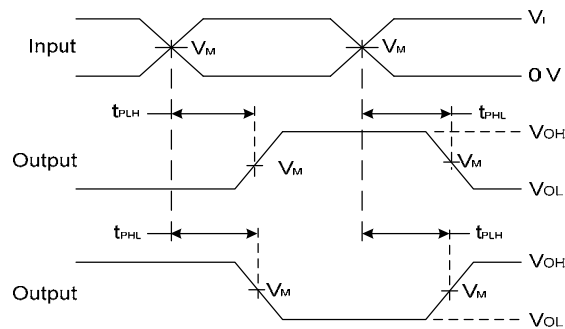 VI
Input VM VM
0 V
tPLH tPHL
VOH
Output VM VM
VOL
tPHL tPLH
VOH
Output VM VM
VOL